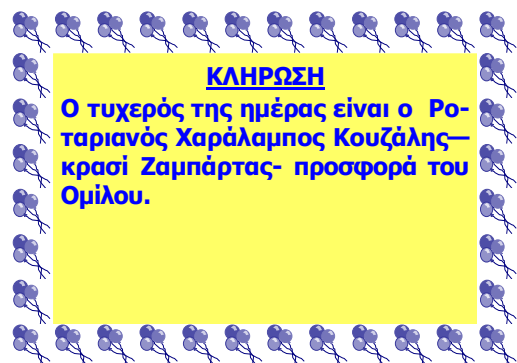 ΚΛΗΡΩΣΗ
Ο τυχερός της ημέρας είναι ο Ρο-
ταριανός Χαράλαμπος Κουζάλης—
κρασί Ζαμπάρτας- προσφορά του
Ομίλου.